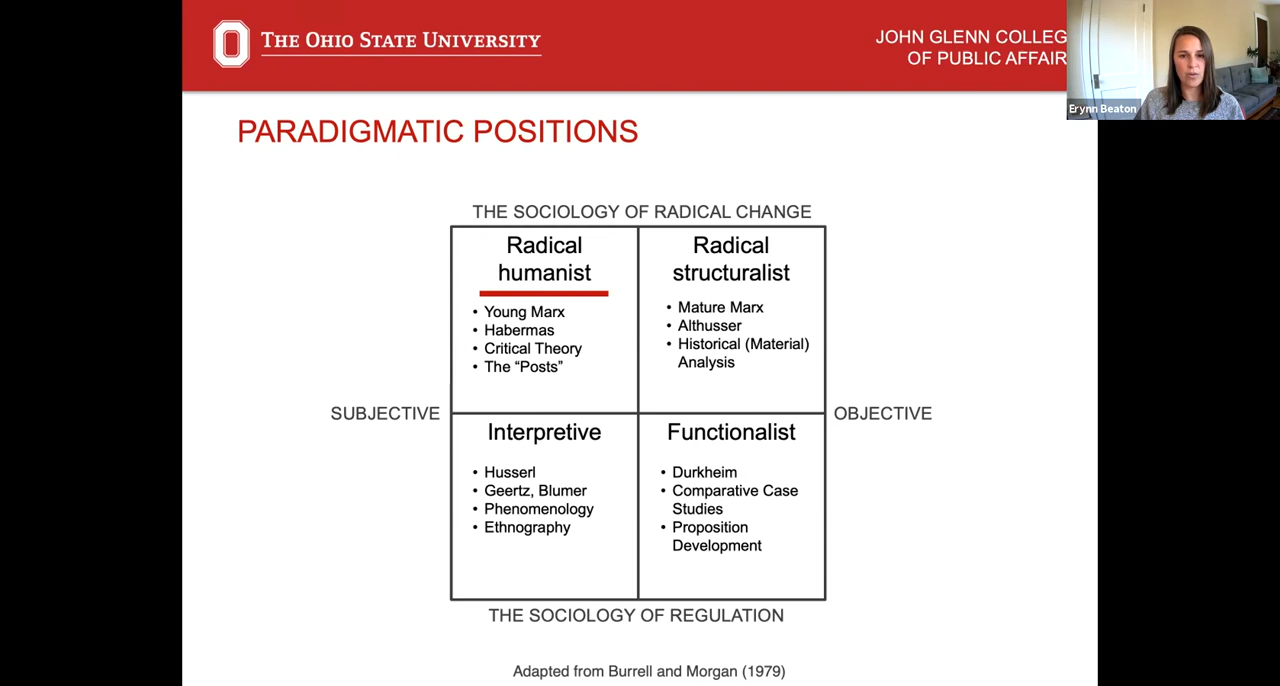 THE OHIO STATE UNIVERSITY
JOHN GLENN COLLEG
OF PUBLIC AFFAIR
Erynn Beaton
PARADIGMATIC POSITIONS
THE SOCIOLOGY OF RADICAL CHANGE
Radical
humanist
• Young Marx
• Habermas
• Critical Theory
• The “Posts”
Radical
structuralist
• Mature Marx
• Althusser
• Historical (Material)
Analysis
SUBJECTIVE
OBJECTIVE
Interpretive
• Husserl
• Geertz, Blumer
• Phenomenology
• Ethnography
Functionalist
• Durkheim
• Comparative Case
Studies
• Proposition
Development
THE SOCIOLOGY OF REGULATION
Adapted from Burrell and Morgan (1979)